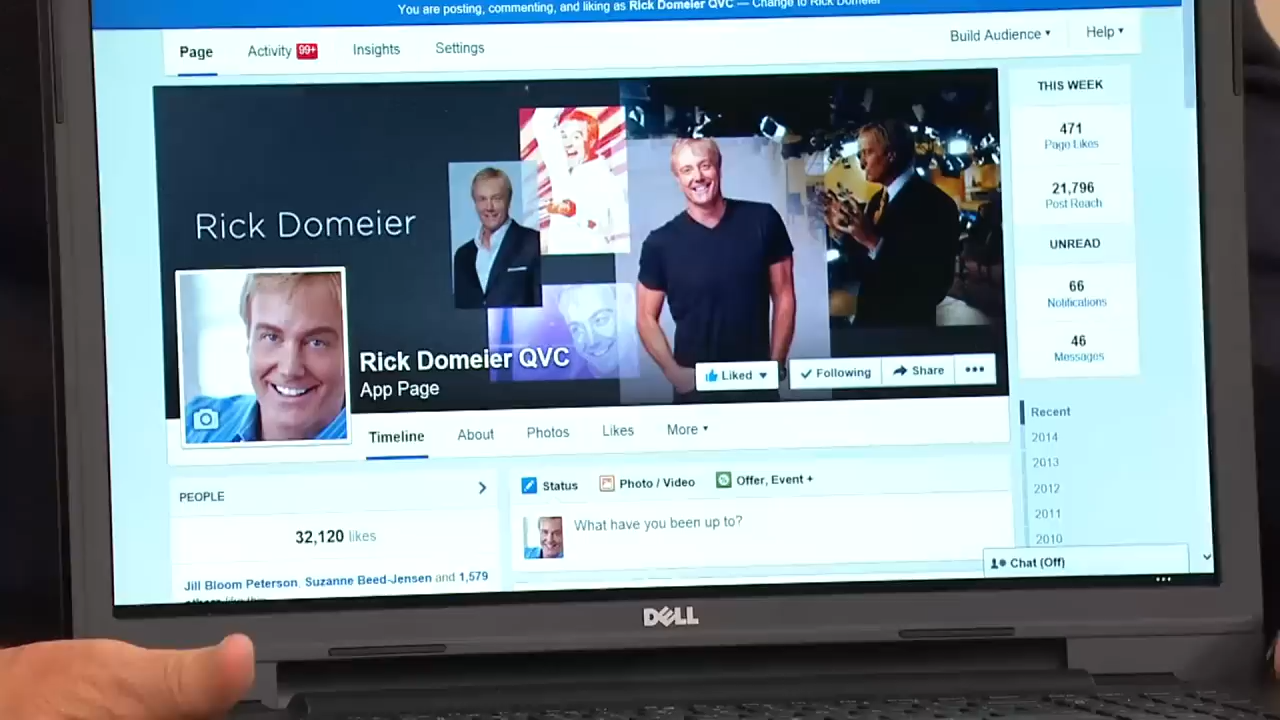 You are posting, commenting, and liking as Rick Domeier QVC — Change to Rick Domeier
Page Activity 99+ Insights Settings Build Audience Help
THIS WEEK
471
Page Likes
21,796
Post Reach
UNREAD
66
Notifications
46
Messages
Rick Domeier
Rick Domeier QVC
App Page
Liked Following Share •••
Timeline About Photos Likes More
Recent
2014
2013
2012
2011
2010
PEOPLE
32,120 likes
Jill Bloom Peterson, Suzanne Beed-Jensen and 1,579
others like this
Status Photo / Video Offer, Event +
What have you been up to?
Chat (Off)
DELL